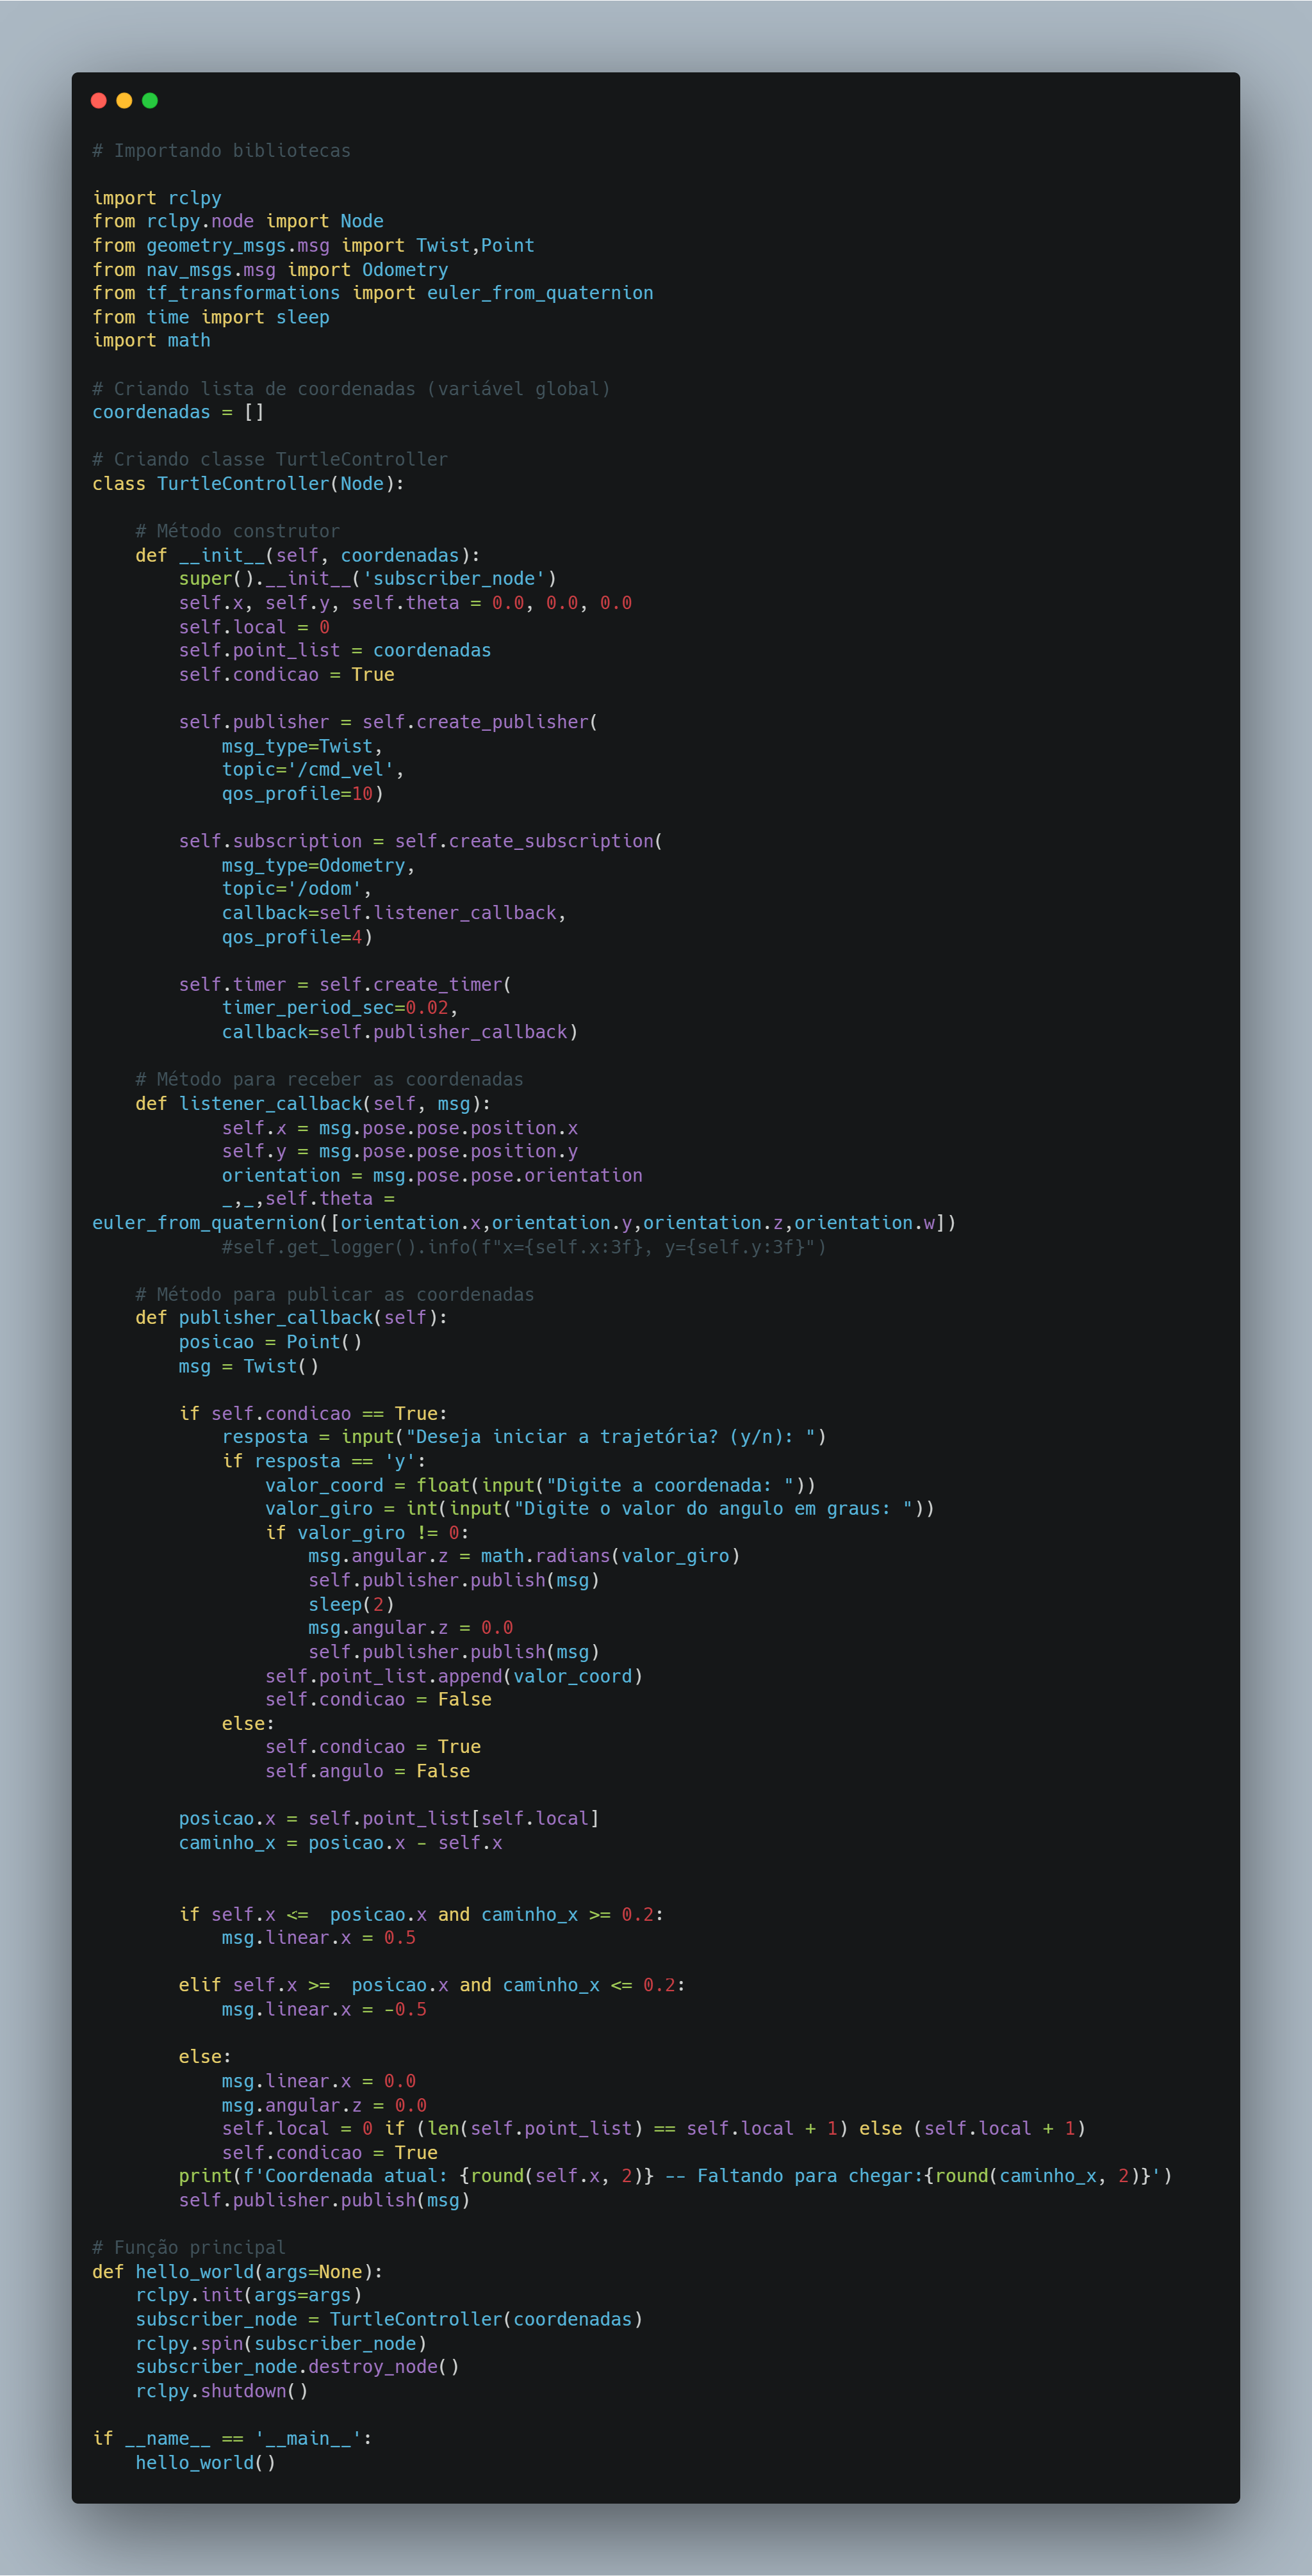 # Importando bibliotecas

import rclpy
from rclpy.node import Node
from geometry_msgs.msg import Twist,Point
from nav_msgs.msg import Odometry
from tf_transformations import euler_from_quaternion
from time import sleep
import math

# Criando lista de coordenadas (variável global)
coordenadas = []

# Criando classe TurtleController
class TurtleController(Node):

    # Método construtor
    def __init__(self, coordenadas):
        super().__init__('subscriber_node')
        self.x, self.y, self.theta = 0.0, 0.0, 0.0
        self.local = 0
        self.point_list = coordenadas
        self.condicao = True

        self.publisher = self.create_publisher(
            msg_type=Twist,
            topic='/cmd_vel',
            qos_profile=10)

        self.subscription = self.create_subscription(
            msg_type=Odometry,
            topic='/odom',
            callback=self.listener_callback,
            qos_profile=4)

        self.timer = self.create_timer(
            timer_period_sec=0.02,
            callback=self.publisher_callback)

    # Método para receber as coordenadas
    def listener_callback(self, msg):
            self.x = msg.pose.pose.position.x
            self.y = msg.pose.pose.position.y
            orientation = msg.pose.pose.orientation
            _,_,self.theta =
euler_from_quaternion([orientation.x,orientation.y,orientation.z,orientation.w])
            #self.get_logger().info(f"x={self.x:3f}, y={self.y:3f}")

    # Método para publicar as coordenadas
    def publisher_callback(self):
        posicao = Point()
        msg = Twist()

        if self.condicao == True:
            resposta = input("Deseja iniciar a trajetória? (y/n): ")
            if resposta == 'y':
                valor_coord = float(input("Digite a coordenada: "))
                valor_giro = int(input("Digite o valor do angulo em graus: "))
                if valor_giro != 0:
                    msg.angular.z = math.radians(valor_giro)
                    self.publisher.publish(msg)
                    sleep(2)
                    msg.angular.z = 0.0
                    self.publisher.publish(msg)
                self.point_list.append(valor_coord)
                self.condicao = False
            else:
                self.condicao = True
                self.angulo = False

        posicao.x = self.point_list[self.local]
        caminho_x = posicao.x - self.x


        if self.x <=  posicao.x and caminho_x >= 0.2:
            msg.linear.x = 0.5

        elif self.x >=  posicao.x and caminho_x <= 0.2:
            msg.linear.x = -0.5

        else:
            msg.linear.x = 0.0
            msg.angular.z = 0.0
            self.local = 0 if (len(self.point_list) == self.local + 1) else (self.local + 1)
            self.condicao = True
        print(f'Coordenada atual: {round(self.x, 2)} -- Faltando para chegar:{round(caminho_x, 2)}')
        self.publisher.publish(msg)

# Função principal
def hello_world(args=None):
    rclpy.init(args=args)
    subscriber_node = TurtleController(coordenadas)
    rclpy.spin(subscriber_node)
    subscriber_node.destroy_node()
    rclpy.shutdown()

if __name__ == '__main__':
    hello_world()